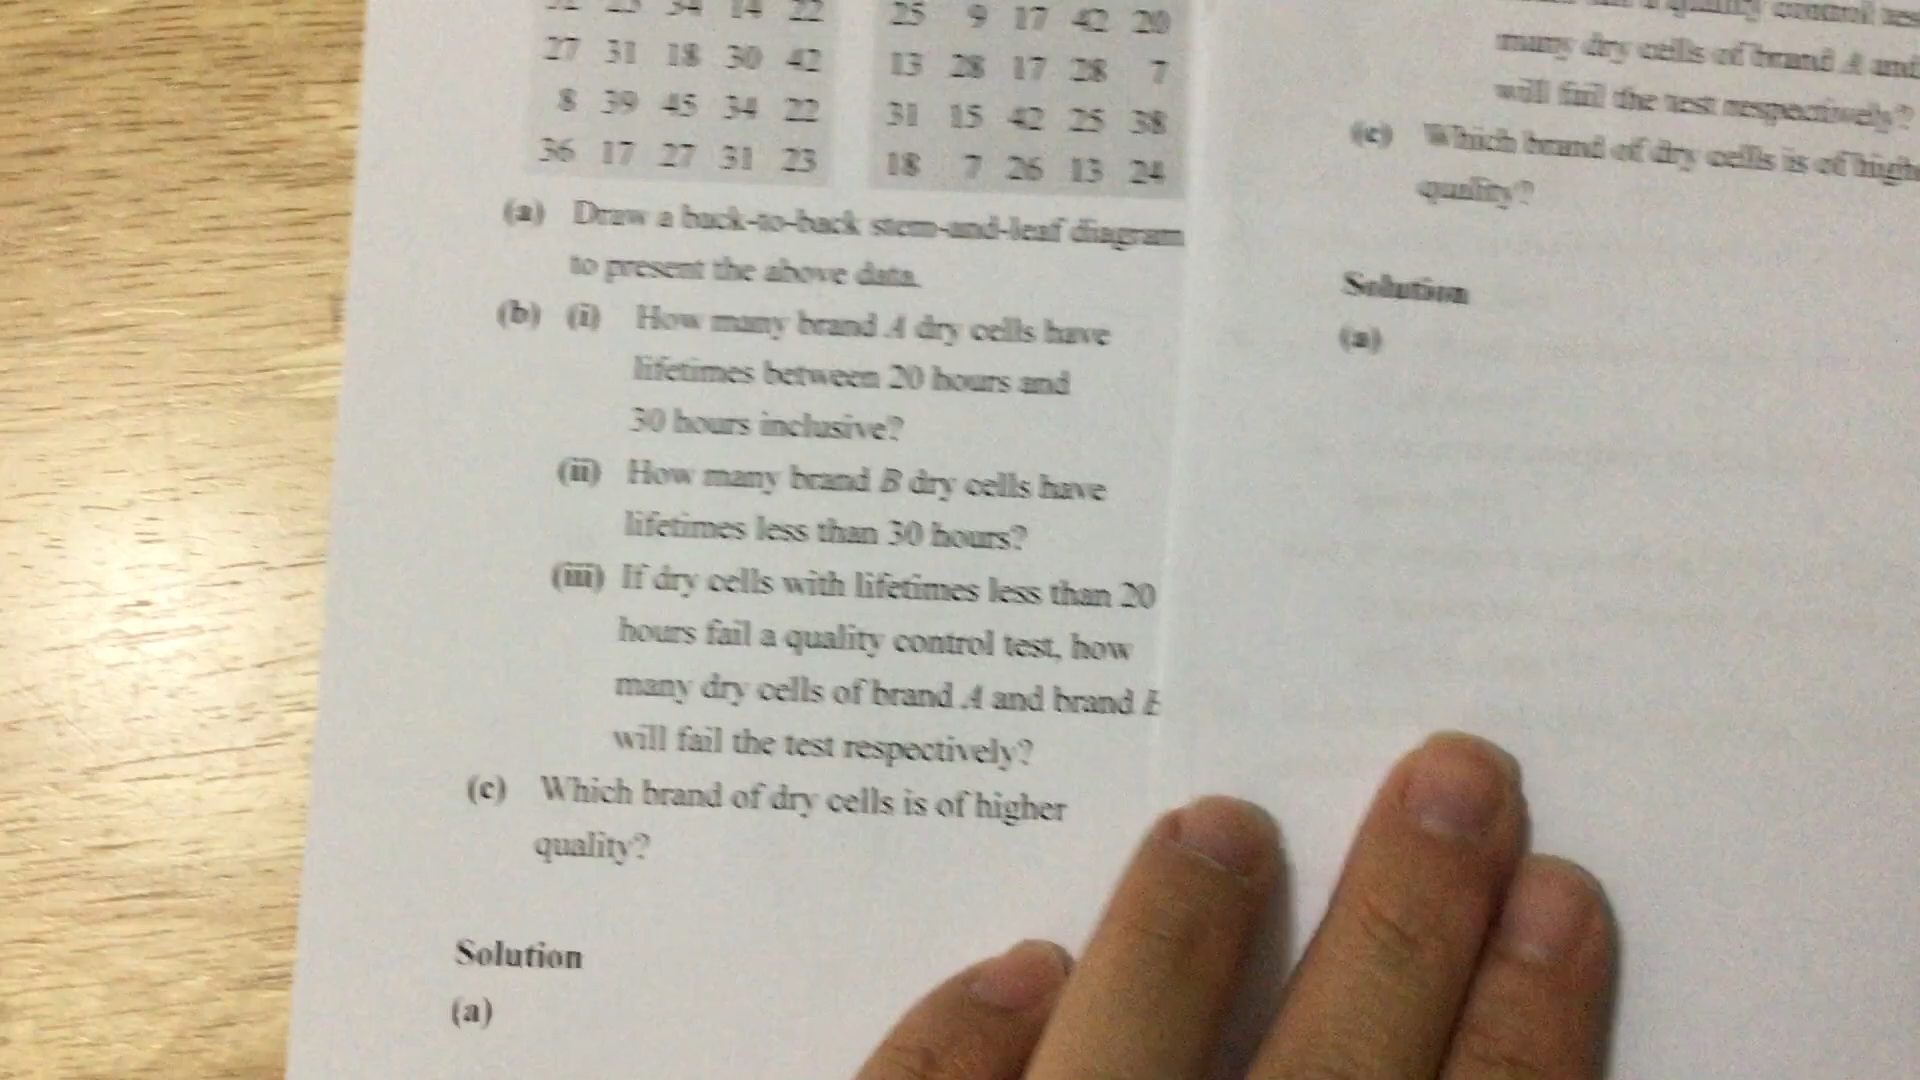 34 14 22
25 9 17 42 20
27 31 18 30 42
13 28 17 28 7
8 39 45 34 22
31 15 42 25 38
36 17 27 31 23
18 7 26 13 24
(a) Draw a back-to-back stem-and-leaf diagram
to present the above data.
(b) (i) How many brand A dry cells have
lifetimes between 20 hours and
30 hours inclusive?
(ii) How many brand B dry cells have
lifetimes less than 30 hours?
(iii) If dry cells with lifetimes less than 20
hours fail a quality control test, how
many dry cells of brand A and brand B
will fail the test respectively?
(c) Which brand of dry cells is of higher
quality?
Solution
(a)
quality control
many dry cells of brand A and
will fail the test respectively?
(c) Which brand of dry cells is of
quality?
Solution
(a)